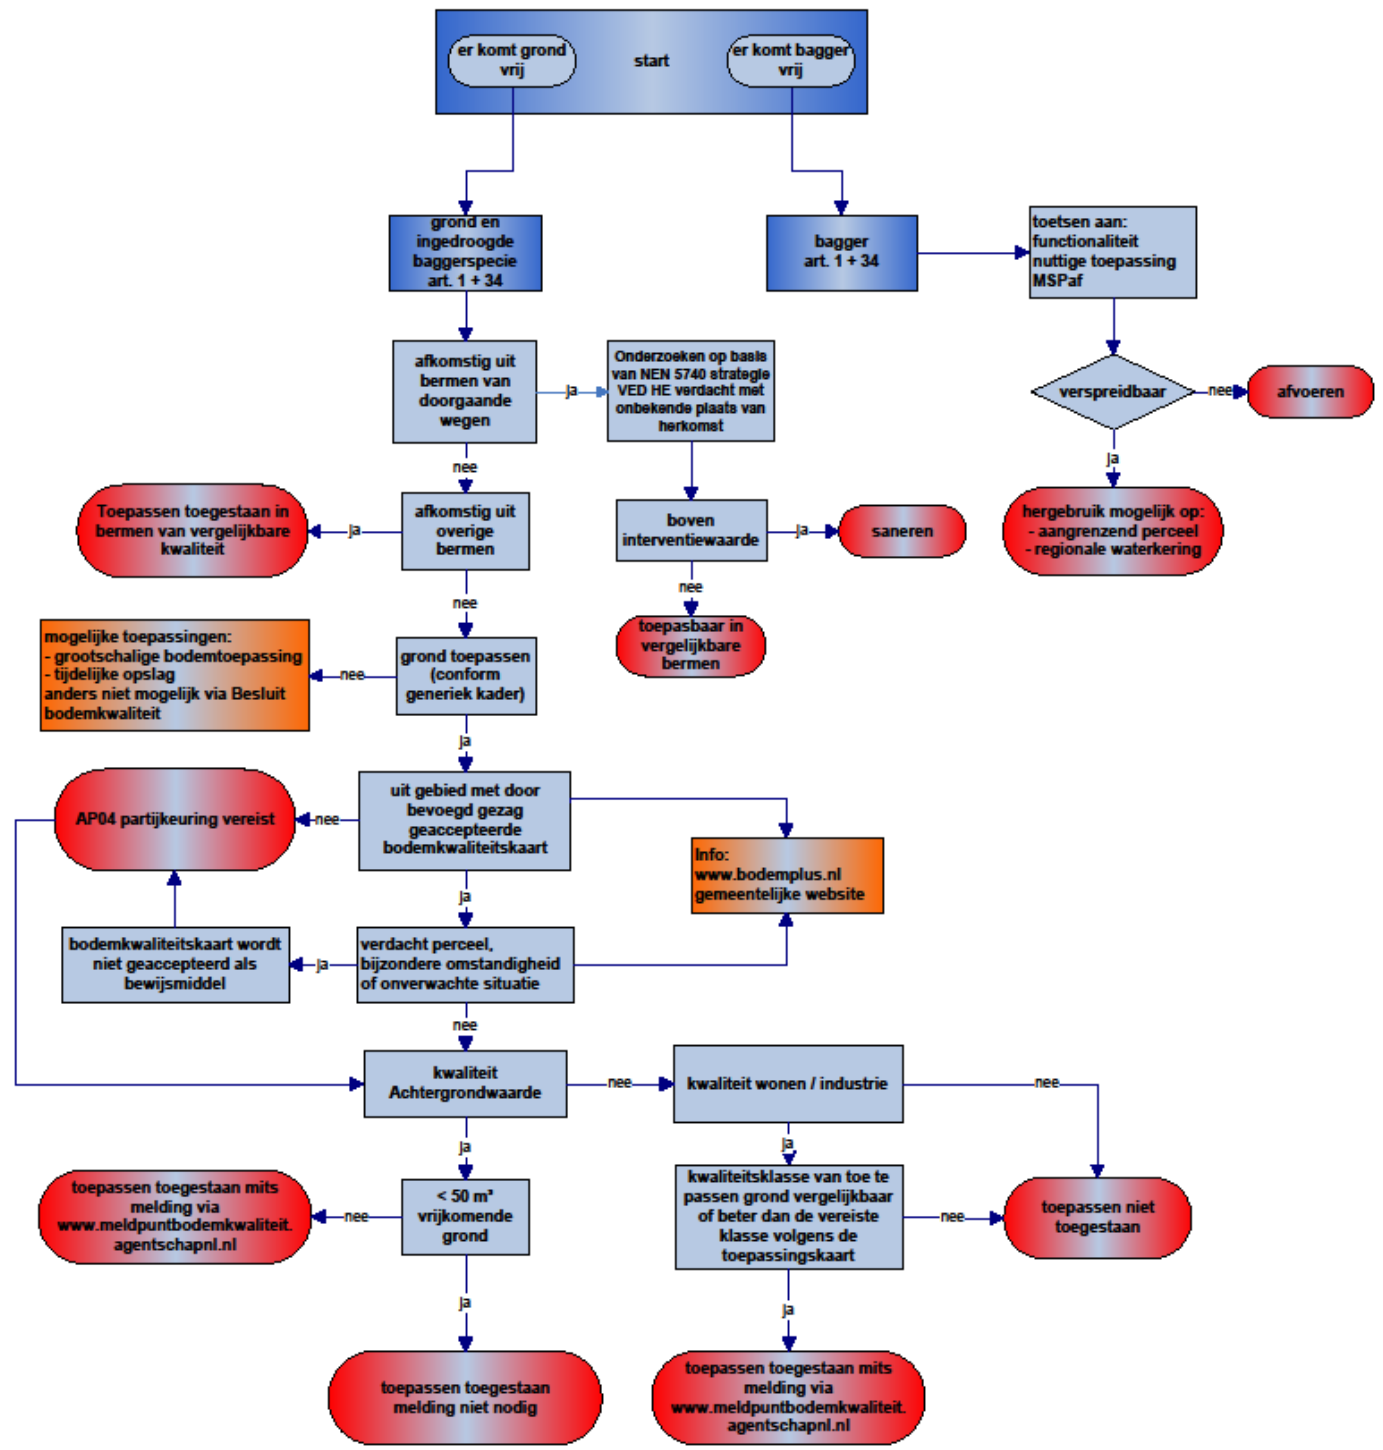 er komt grond
vrij
start
er komt bagger
vrij
grond en
ingedroogde
baggerspecie
art. 1 + 34
bagger
art. 1 + 34
toetsen aan:
functionaliteit
nuttige toepassing
MSPaf
afkomstig uit
bermen van
doorgaande
wegen
ja
Onderzoeken op basis
van NEN 5740 strategie
VED HE verdacht met
onbekende plaats van
herkomst
verspreidbaar
nee
afvoeren
nee
ja
Toepassen toegestaan in
bermen van vergelijkbare
kwaliteit
ja
afkomstig uit
overige
bermen
boven
interventiewaarde
ja
saneren
hergebruik mogelijk op:
- aangrenzend perceel
- regionale waterkering
nee
nee
toepasbaar in
vergelijkbare
bermen
mogelijke toepassingen:
- grootschalige bodemtoepassing
- tijdelijke opslag
anders niet mogelijk via Besluit
bodemkwaliteit
nee
grond toepassen
(conform
generiek kader)
ja
AP04 partijkeuring vereist
nee
uit gebied met door
bevoegd gezag
geaccepteerde
bodemkwaliteitskaart
Info:
www.bodemplus.nl
gemeentelijke website
ja
bodemkwaliteitskaart wordt
niet geaccepteerd als
bewijsmiddel
ja
verdacht perceel,
bijzondere omstandigheid
of onverwachte situatie
nee
kwaliteit
Achtergrondwaarde
nee
kwaliteit wonen / industrie
nee
ja
ja
toepassen toegestaan mits
melding via
www.meldpuntbodemkwaliteit.
agentschapnl.nl
nee
< 50 m³
vrijkomende
grond
kwaliteitsklasse van toe te
passen grond vergelijkbaar
of beter dan de vereiste
klasse volgens de
toepassingskaart
nee
toepassen niet
toegestaan
ja
ja
toepassen toegestaan
melding niet nodig
toepassen toegestaan mits
melding via
www.meldpuntbodemkwaliteit.
agentschapnl.nl